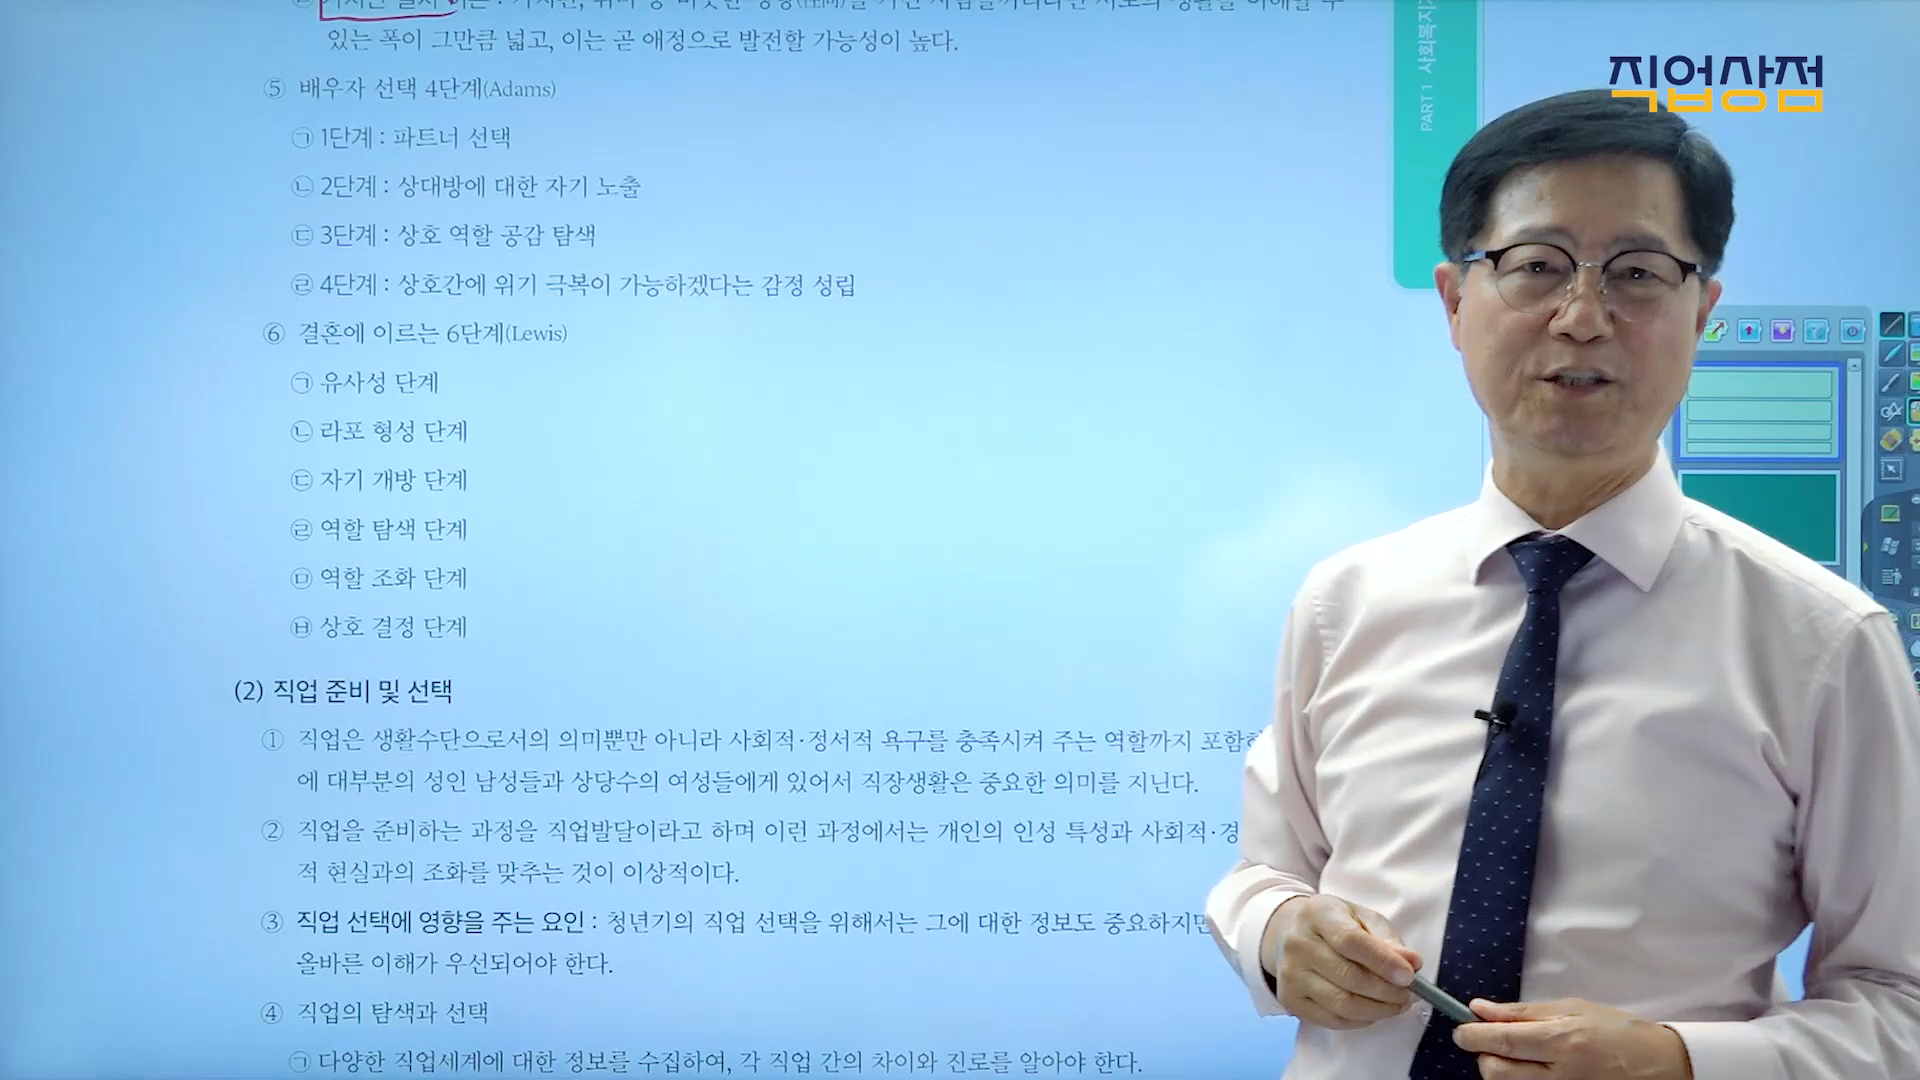 있는 폭이 그만큼 넓고, 이는 곧 애정으로 발전할 가능성이 높다.
⑤ 배우자 선택 4단계(Adams)
㉠ 1단계 : 파트너 선택
㉡ 2단계 : 상대방에 대한 자기 노출
㉢ 3단계 : 상호 역할 공감 탐색
㉣ 4단계 : 상호간에 위기 극복이 가능하겠다는 감정 성립
⑥ 결혼에 이르는 6단계(Lewis)
㉠ 유사성 단계
㉡ 라포 형성 단계
㉢ 자기 개방 단계
㉣ 역할 탐색 단계
㉤ 역할 조화 단계
㉥ 상호 결정 단계
(2) 직업 준비 및 선택
① 직업은 생활수단으로서의 의미뿐만 아니라 사회적·정서적 욕구를 충족시켜 주는 역할까지
에 대부분의 성인 남성들과 상당수의 여성들에게 있어서 직장생활은 중요한 의미를 지닌다.
② 직업을 준비하는 과정을 직업발달이라고 하며 이런 과정에서는 개인의 인성 특성과 사회적·경
적 현실과의 조화를 맞추는 것이 이상적이다.
③ 직업 선택에 영향을 주는 요인 : 청년기의 직업 선택을 위해서는 그에 대한 정보도 중요하지만
올바른 이해가 우선되어야 한다.
④ 직업의 탐색과 선택
㉠ 다양한 직업세계에 대한 정보를 수집하여, 각 직업 간의 차이와 진로를 알아야 한다.
PART 1 사회복지
직업상점